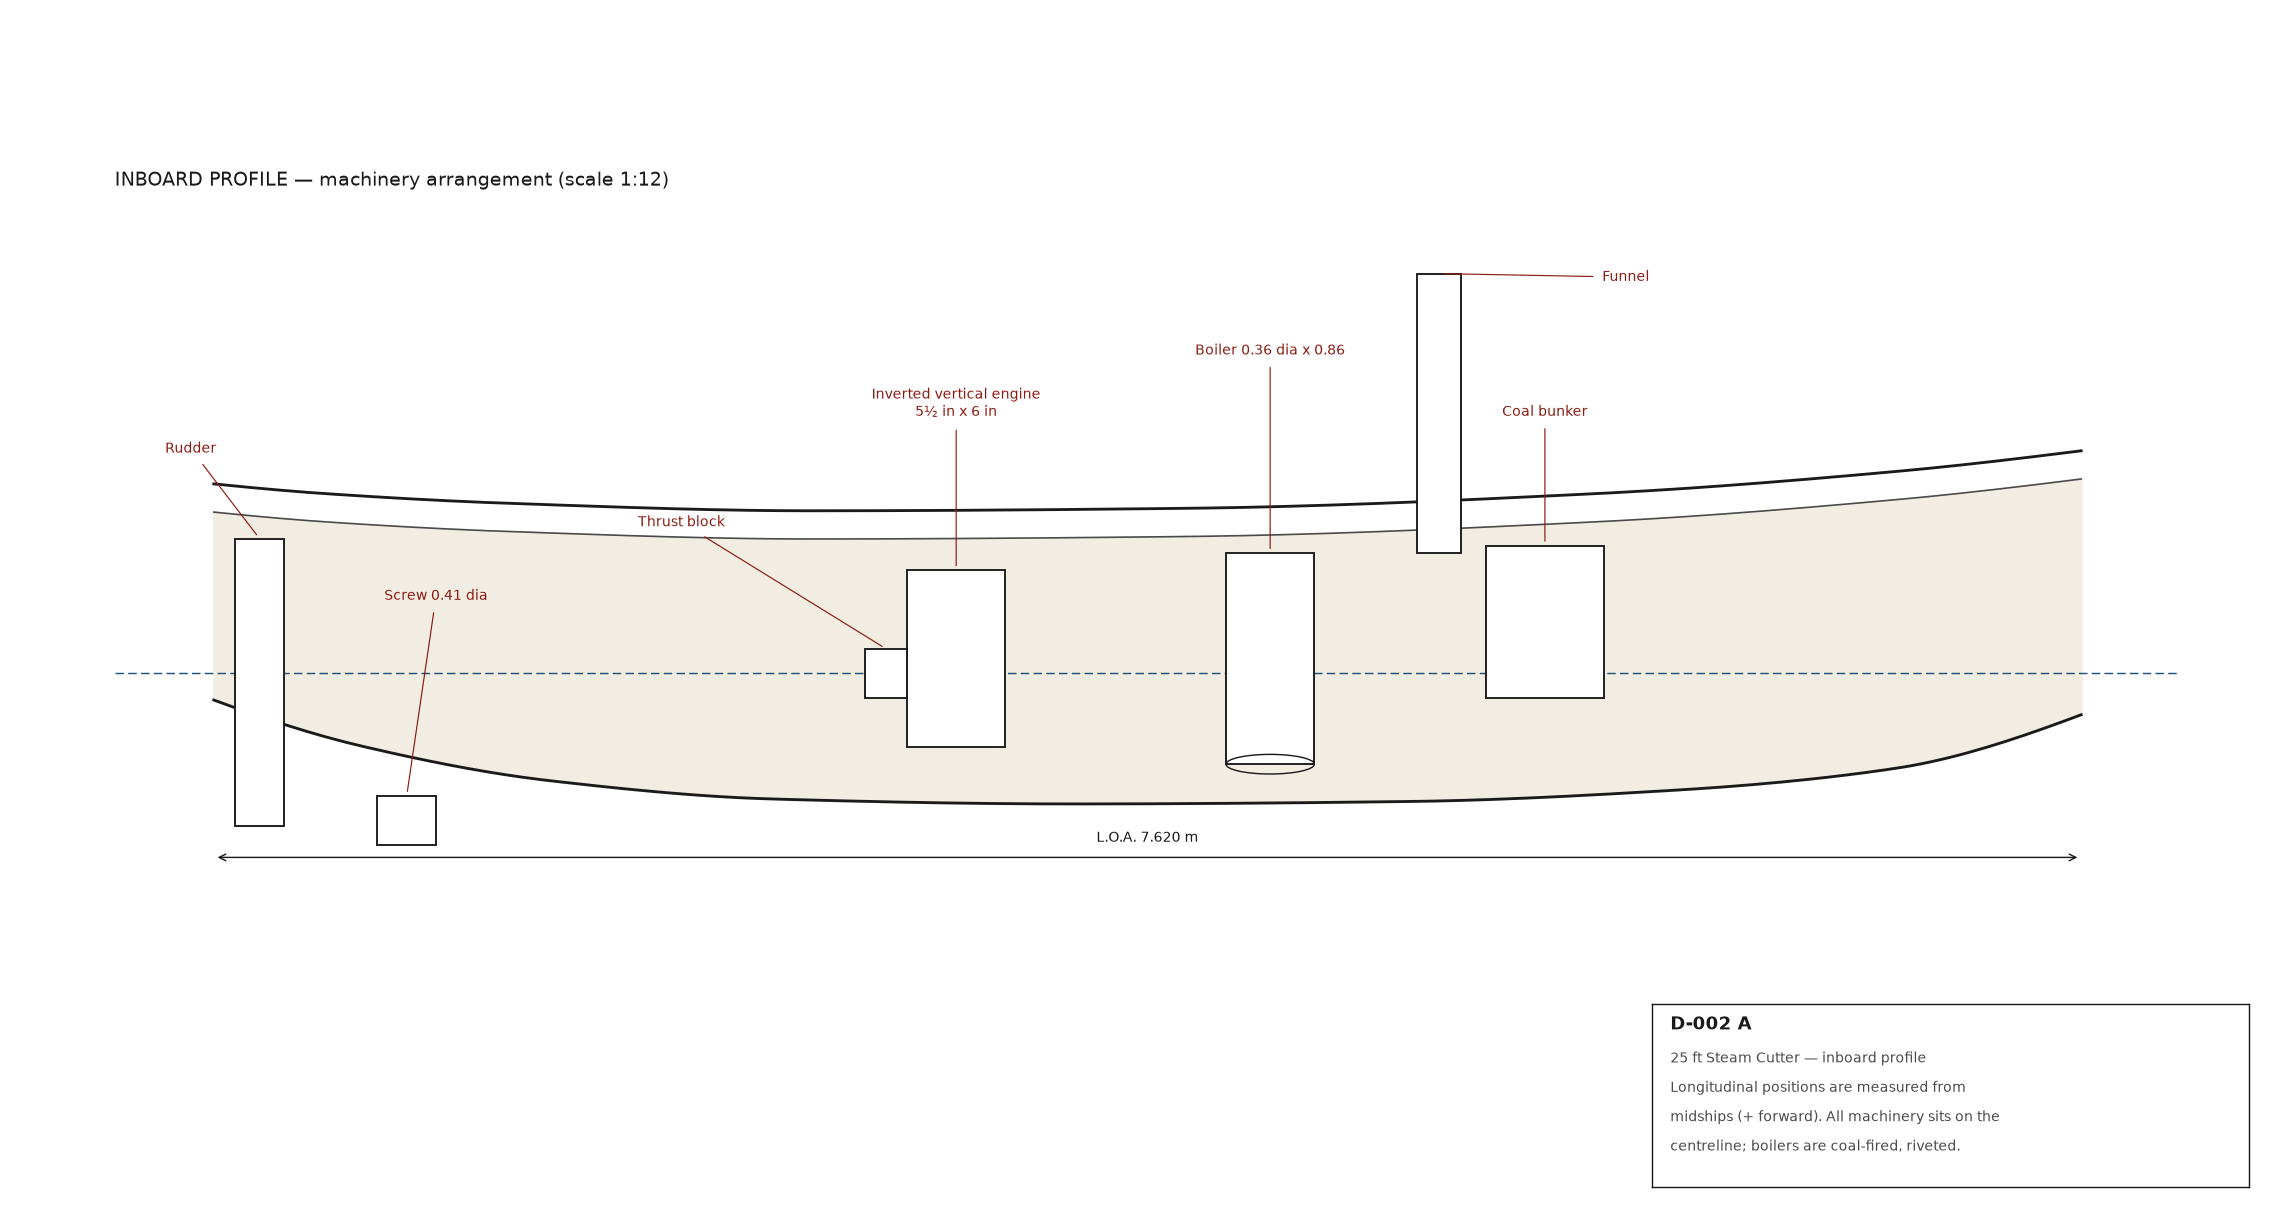 INBOARD PROFILE — machinery arrangement (scale 1:12)
Funnel
Boiler 0.36 dia x 0.86
Inverted vertical engine
5½ in x 6 in
Coal bunker
Rudder
Thrust block
Screw 0.41 dia
L.O.A. 7.620 m
D-002 A
25 ft Steam Cutter — inboard profile
Longitudinal positions are measured from
midships (+ forward). All machinery sits on the
centreline; boilers are coal-fired, riveted.